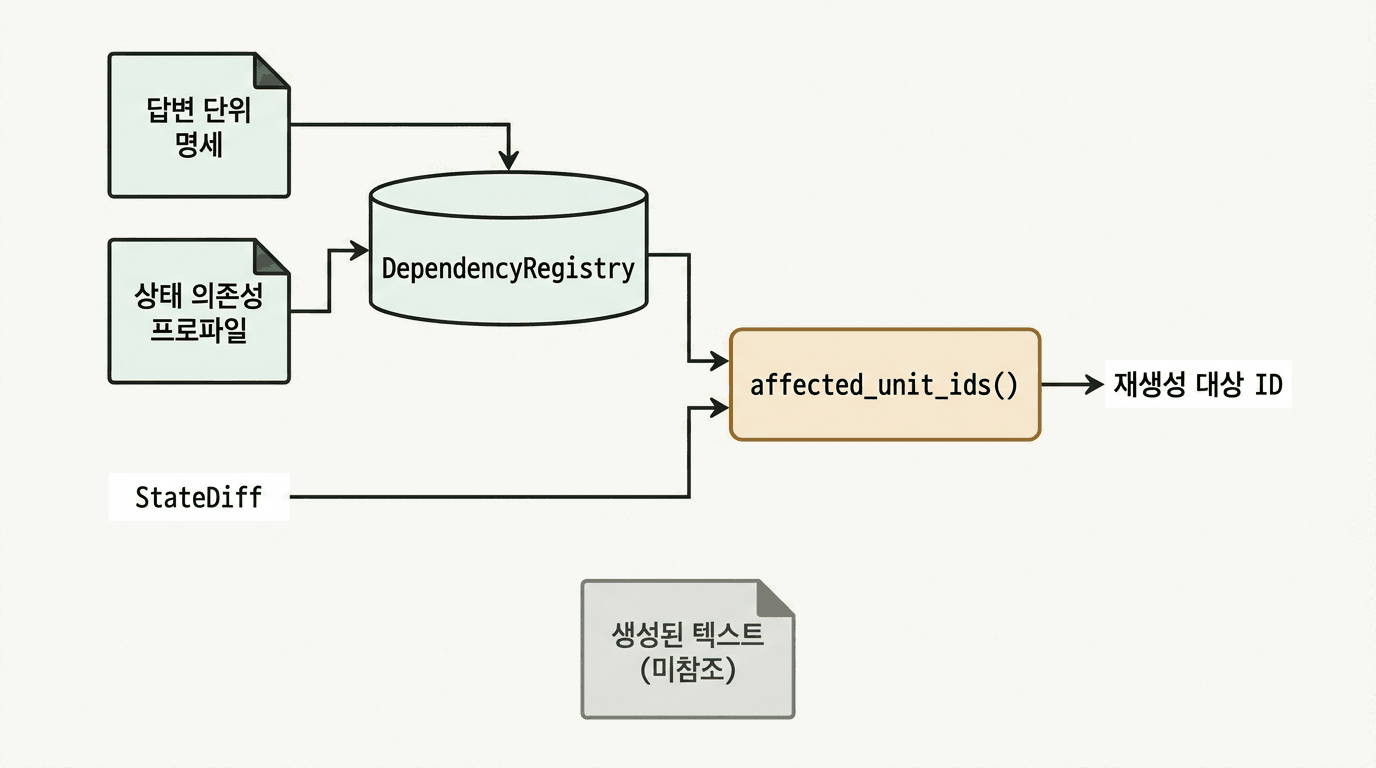 답변 단위
명세
상태 의존성
프로파일
DependencyRegistry
affected_unit_ids()
재생성 대상 ID
StateDiff
생성된 텍스트
(미참조)